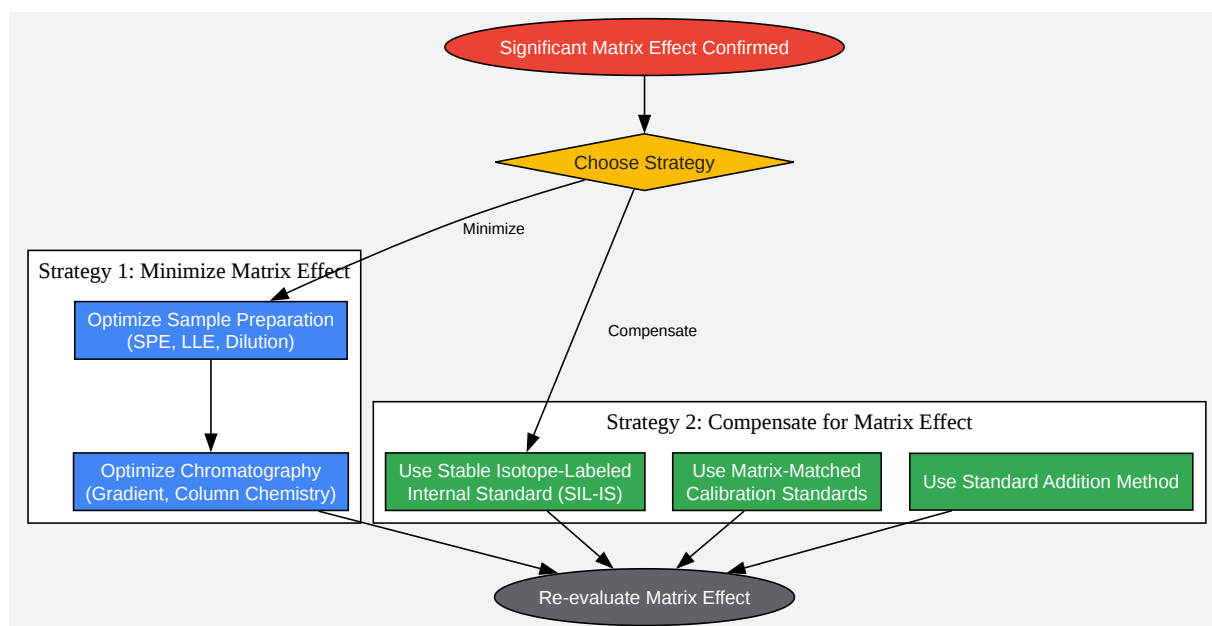 Significant Matrix Effect Confirmed
Choose Strategy
Minimize
Strategy 1: Minimize Matrix Effect
Optimize Sample Preparation
(SPE, LLE, Dilution)
Compensate
Optimize Chromatography
(Gradient, Column Chemistry)
Strategy 2: Compensate for Matrix Effect
Use Stable Isotope-Labeled
Internal Standard (SIL-IS)
Use Matrix-Matched
Calibration Standards
Use Standard Addition Method
Re-evaluate Matrix Effect